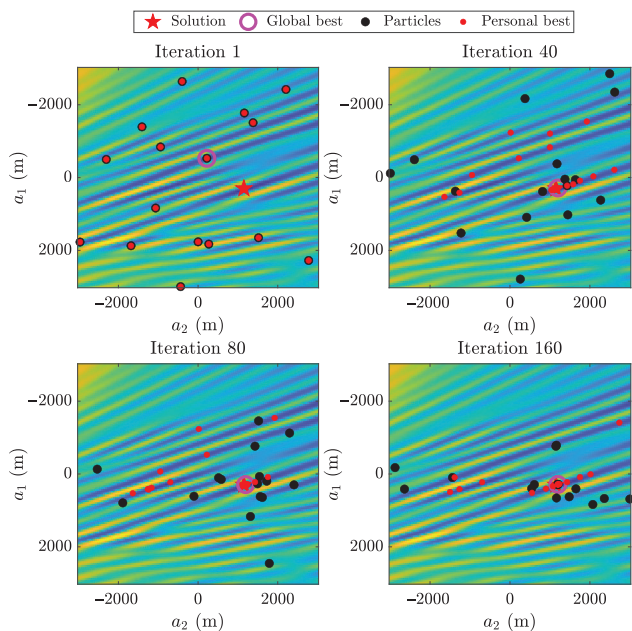 Solution Global best Particles Personal best
Iteration 1 Iteration 40
−2000 −2000
0 0
2000 2000
a₁ (m) a₁ (m)
−2000 0 2000 −2000 0 2000
a₂ (m) a₂ (m)
Iteration 80 Iteration 160
−2000 −2000
0 0
2000 2000
a₁ (m) a₁ (m)
−2000 0 2000 −2000 0 2000
a₂ (m) a₂ (m)